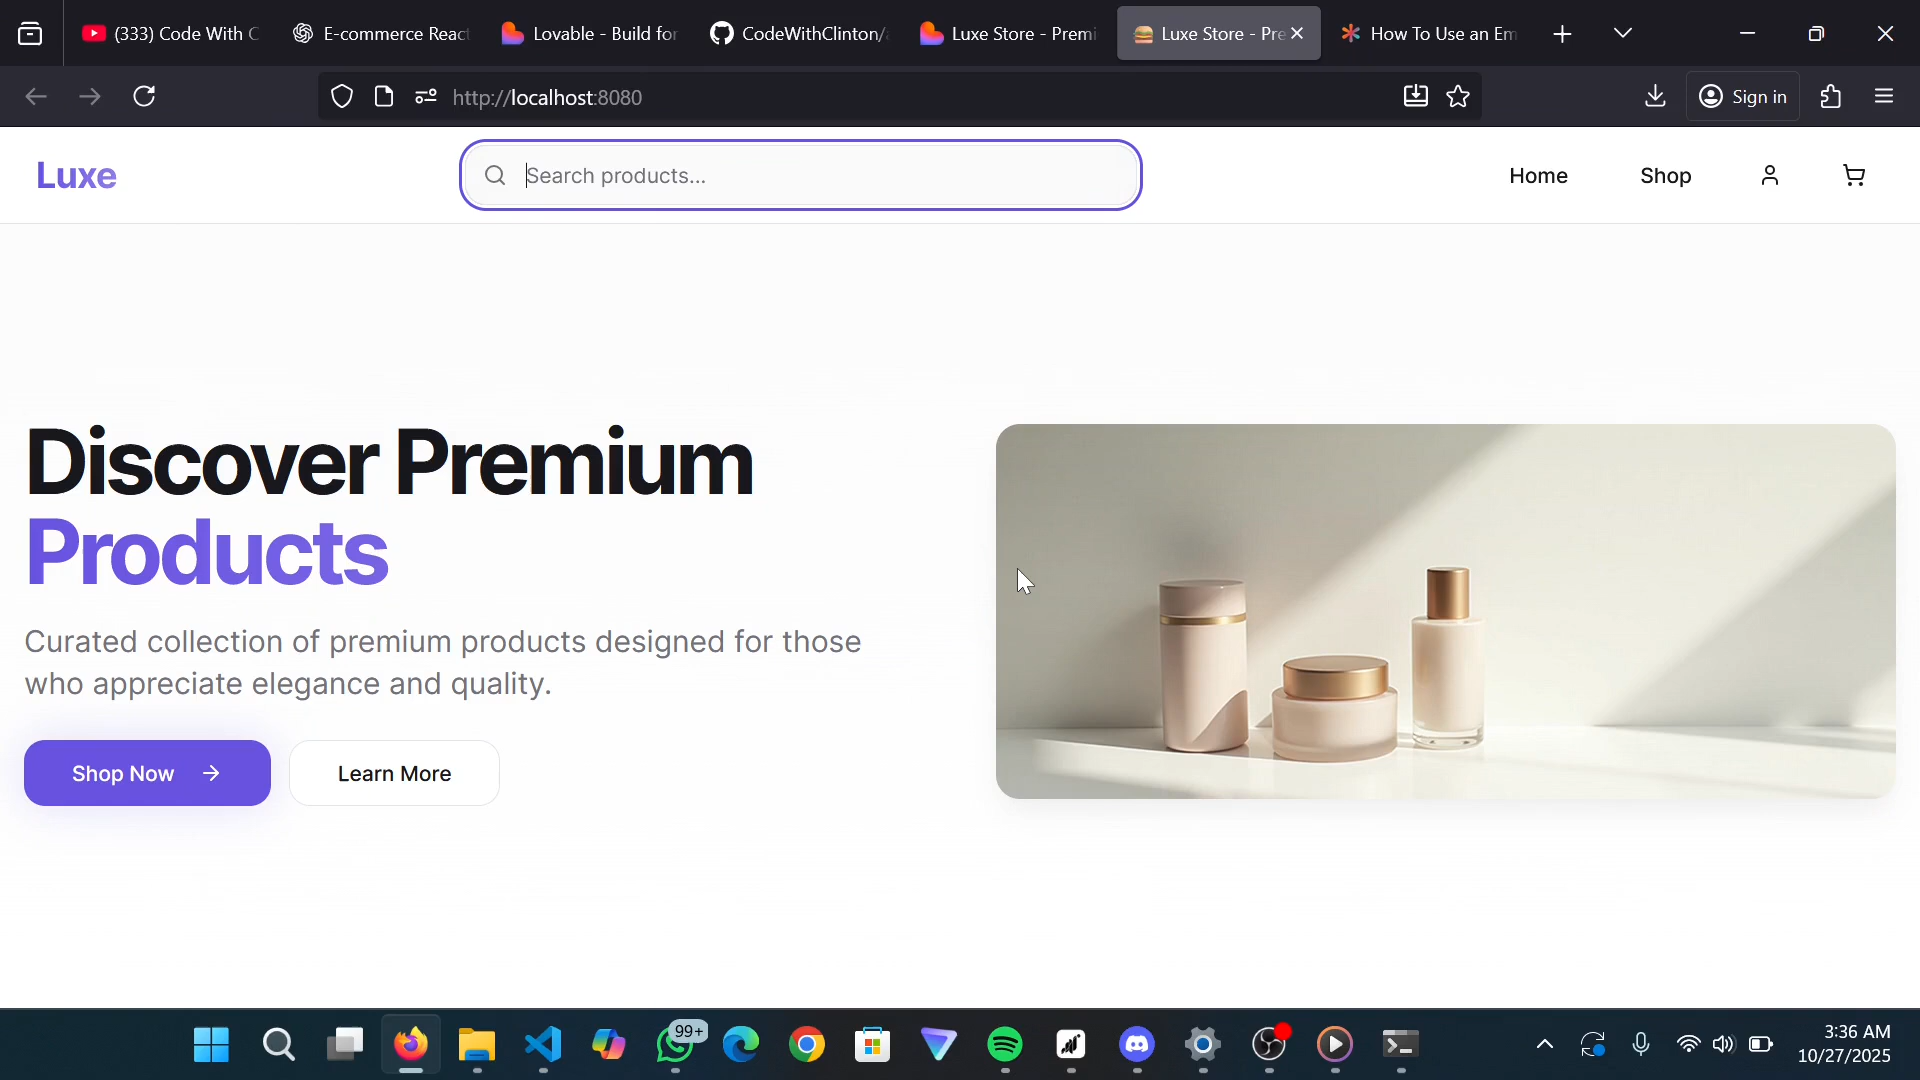 (333) Code With C
E-commerce React
Lovable - Build for
CodeWithClinton/
Luxe Store - Premi
Luxe Store - Pre
How To Use an Em
http://localhost:8080
Sign in
Luxe
Search products...
Home
Shop
Discover Premium
Products
Curated collection of premium products designed for those
who appreciate elegance and quality.
Shop Now
Learn More
99+
3:36 AM
10/27/2025